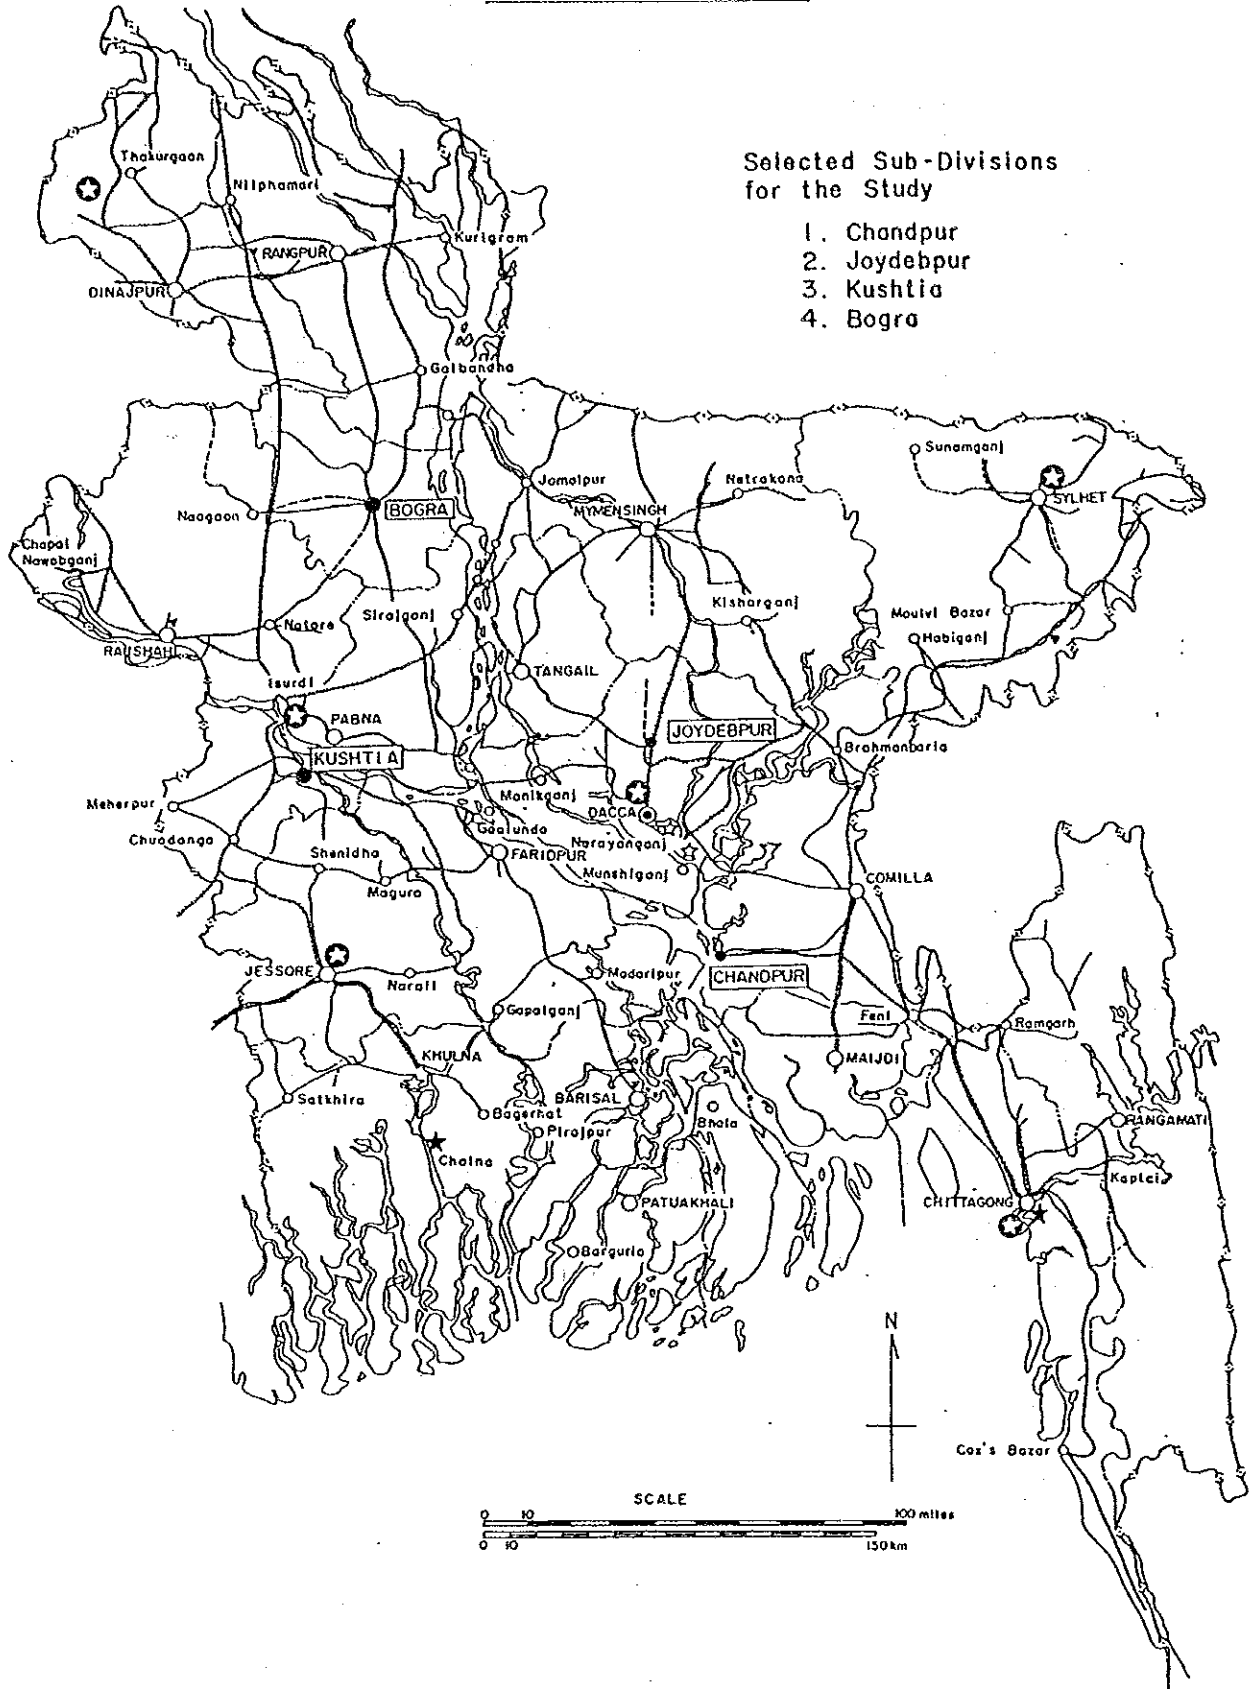 Selected Sub-Divisions
for the Study
1. Chandpur
2. Joydebpur
3. Kushtia
4. Bogra
Thakurgaon
Nilphamari
Kurigram
RANGPUR
DINAJPUR
Gaibandha
Sunamganj
SYLHET
Jamalpur
Netrakona
Naogaon
BOGRA
MYMENSINGH
Chapai
Nawabganj
Kisharganj
Moulvi Bazar
Sirajganj
Natore
Habiganj
RAJSHAHI
TANGAIL
Isurdi
PABNA
JOYDEBPUR
Brahmanbaria
KUSHTIA
Manikganj
Meherpur
DACCA
Goalundo
Chuadanga
Narayanganj
Shenidha
FARIDPUR
Munshiganj
COMILLA
Magura
JESSORE
Madaripur
CHANDPUR
Narail
Gopalganj
Feni
Ramgarh
KHULNA
MAIJDI
Satkhira
BARISAL
Bagerhat
Bhola
RANGAMATI
Pirojpur
Chalna
Kaptai
PATUAKHALI
CHITTAGONG
Barguria
N
Cox's Bazar
SCALE
0 10 100 miles
0 10 150 km